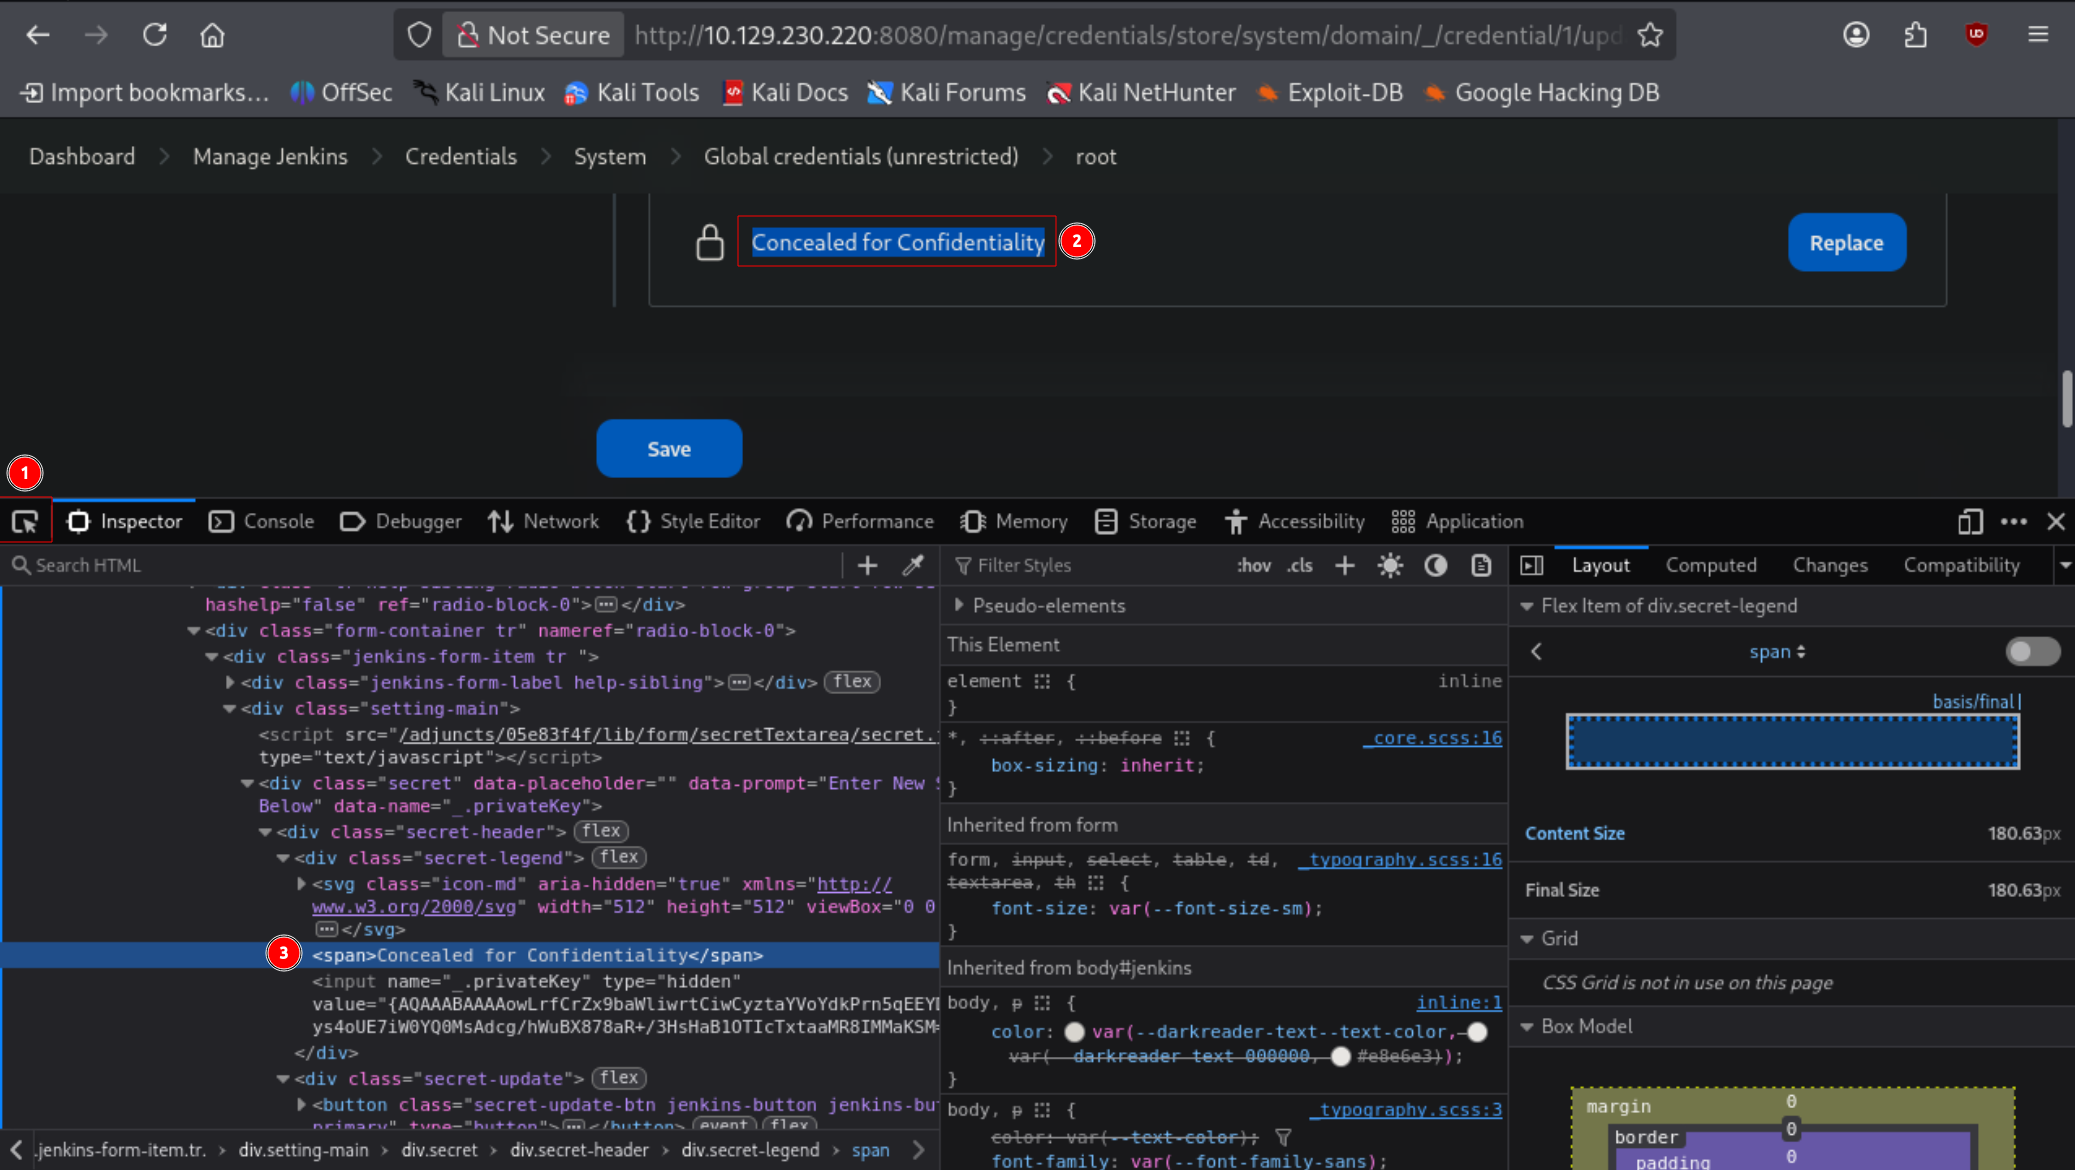 Not Secure http://10.129.230.220:8080/manage/credentials/store/system/domain/_/credential/1/upd
Import bookmarks... OffSec Kali Linux Kali Tools Kali Docs Kali Forums Kali NetHunter Exploit-DB Google Hacking DB
Dashboard Manage Jenkins Credentials System Global credentials (unrestricted) root
Concealed for Confidentiality 2 Replace
Save
1
Inspector Console Debugger Network Style Editor Performance Memory Storage Accessibility Application
Search HTML
hashelp="false" ref="radio-block-0"></div>
<div class="form-container tr" nameref="radio-block-0">
<div class="jenkins-form-item tr ">
<div class="jenkins-form-label help-sibling"></div> flex
<div class="setting-main">
<script src="/adjuncts/05e83f4f/lib/form/secretTextarea/secret.
type="text/javascript"></script>
<div class="secret" data-placeholder="" data-prompt="Enter New
Below" data-name="_.privateKey">
<div class="secret-header"> flex
<div class="secret-legend"> flex
<svg class="icon-md" aria-hidden="true" xmlns="http://
www.w3.org/2000/svg" width="512" height="512" viewBox="0 0
</svg>
3 <span>Concealed for Confidentiality</span>
<input name="_.privateKey" type="hidden"
value="{AQAAABAAAAowLrfCrZx9baWliwrtCiwCyztaYVoYdkPrn5qEEY
ys4oUE7iW0YQ0MsAdcg/hWuBX878aR+/3HsHaB1OTIcTxtaaMR8IMMaKSM=
</div>
<div class="secret-update"> flex
<button class="secret-update-btn jenkins-button jenkins-bu
primary" type="button"></button> event flex
.jenkins-form-item.tr. div.setting-main div.secret div.secret-header div.secret-legend span
Filter Styles :hov .cls
Pseudo-elements
This Element
element { inline
}
*, ::after, ::before { _core.scss:16
box-sizing: inherit;
}
Inherited from form
form, input, select, table, td, _typography.scss:16
textarea, th {
font-size: var(--font-size-sm);
}
Inherited from body#jenkins
body, p { inline:1
color: var(--darkreader-text--text-color,
var(--darkreader-text-000000, #e8e6e3));
}
body, p { _typography.scss:3
color: var(--text-color);
font-family: var(--font-family-sans);
Layout Computed Changes Compatibility
Flex Item of div.secret-legend
span
basis/final
Content Size 180.63px
Final Size 180.63px
Grid
CSS Grid is not in use on this page
Box Model
margin 0
border 0
padding 0